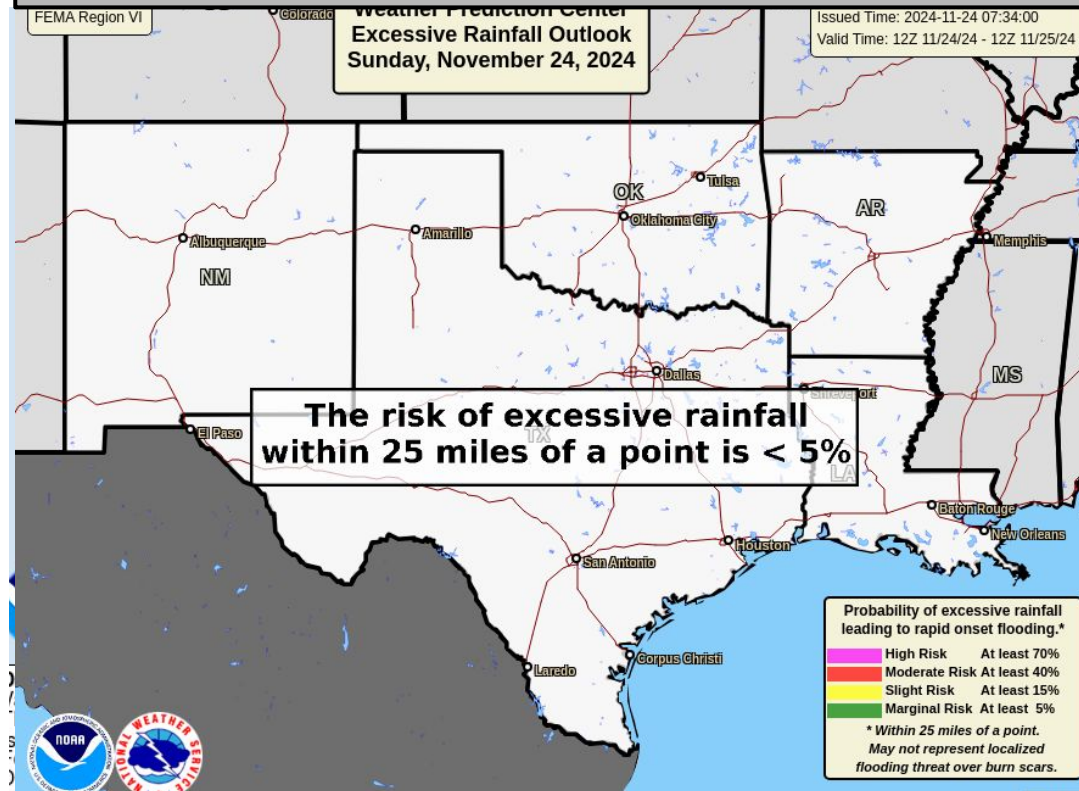 FEMA Region VI
Weather Prediction Center
Excessive Rainfall Outlook
Sunday, November 24, 2024
Issued Time: 2024-11-24 07:34:00
Valid Time: 12Z 11/24/24 - 12Z 11/25/24
Colorado
OK
Tulsa
AR
Oklahoma City
Amarillo
Albuquerque
Memphis
NM
Dallas
MS
Shreveport
The risk of excessive rainfall
within 25 miles of a point is < 5%
TX
El Paso
LA
Baton Rouge
New Orleans
Houston
San Antonio
Corpus Christi
Laredo
Probability of excessive rainfall
leading to rapid onset flooding.*
High Risk At least 70%
Moderate Risk At least 40%
Slight Risk At least 15%
Marginal Risk At least 5%
* Within 25 miles of a point.
May not represent localized
flooding threat over burn scars.
NOAA
NATIONAL WEATHER SERVICE